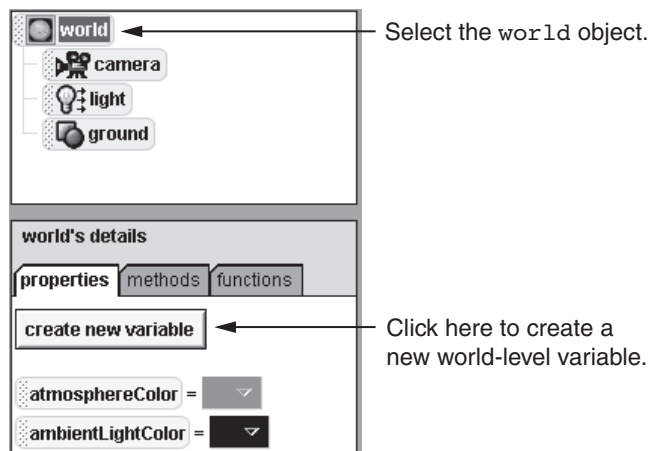 world
Select the world object.
camera
light
ground
world's details
properties methods functions
create new variable
Click here to create a
new world-level variable.
atmosphereColor =
ambientLightColor =